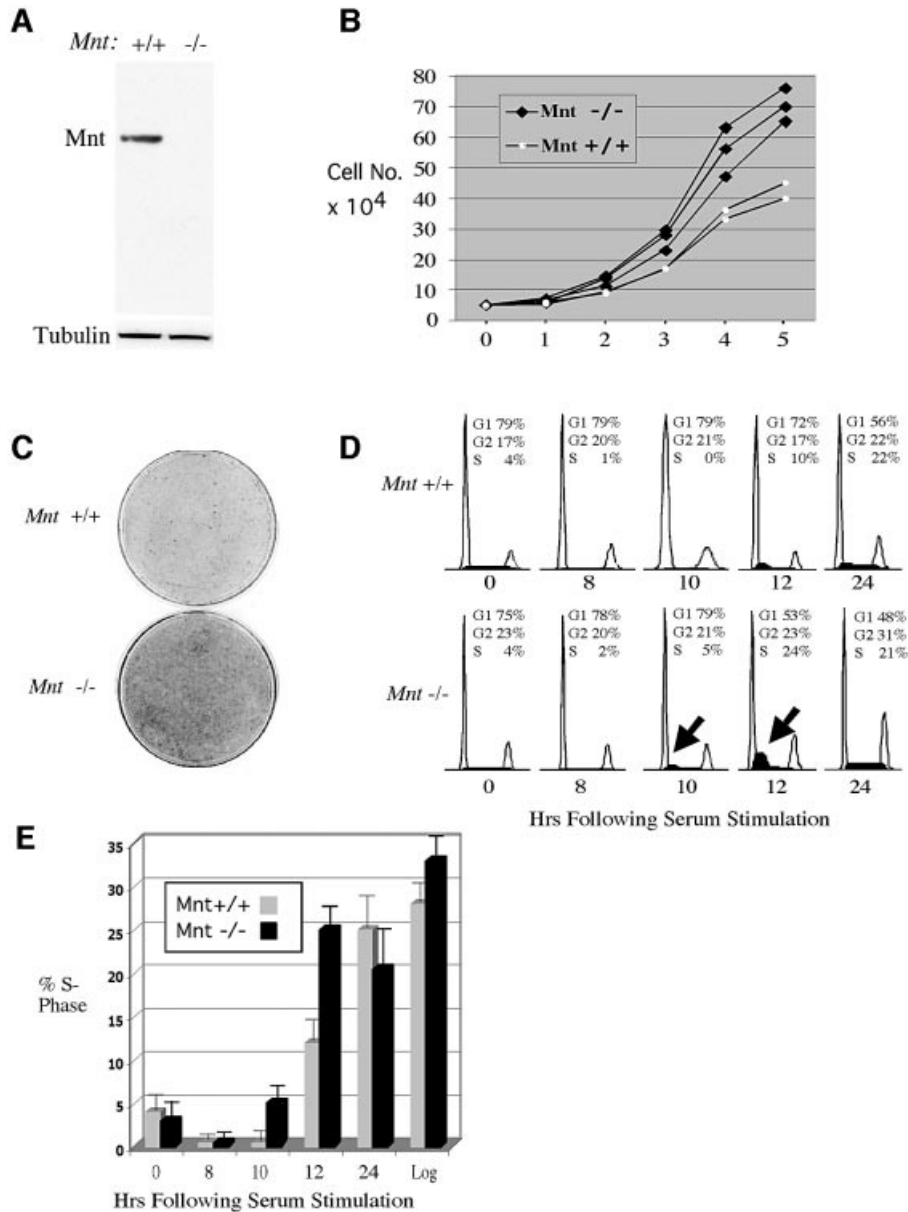 A
Mnt: +/+ -/-
Mnt
Tubulin
B
80
70
60
50
40
30
20
10
0
Cell No.
x 10⁴
Mnt -/-
Mnt +/+
0 1 2 3 4 5
C
Mnt +/+
Mnt -/-
D
Mnt +/+
G1 79%
G2 17%
S 4%
0
G1 79%
G2 20%
S 1%
8
G1 79%
G2 21%
S 0%
10
G1 72%
G2 17%
S 10%
12
G1 56%
G2 22%
S 22%
24
Mnt -/-
G1 75%
G2 23%
S 4%
0
G1 78%
G2 20%
S 2%
8
G1 79%
G2 21%
S 5%
10
G1 53%
G2 23%
S 24%
12
G1 48%
G2 31%
S 21%
24
Hrs Following Serum Stimulation
E
35
30
25
20
15
10
5
0
% S-
Phase
Mnt+/+
Mnt -/-
0 8 10 12 24 Log
Hrs Following Serum Stimulation